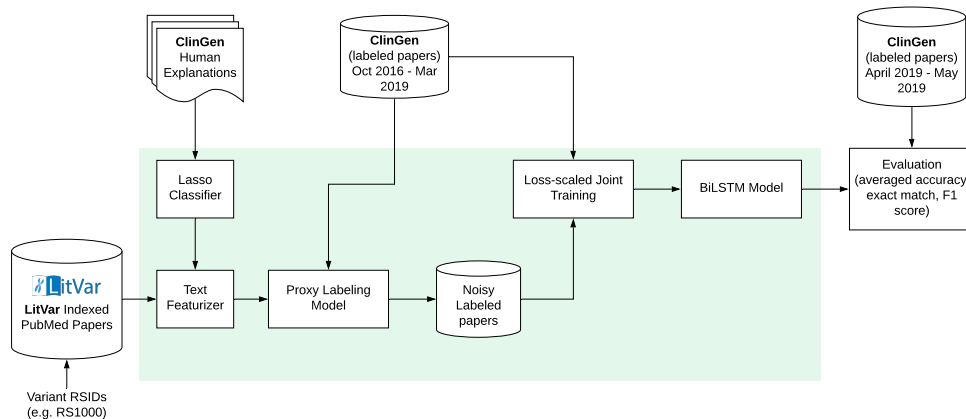 ClinGen
Human
Explanations
ClinGen
(labeled papers)
Oct 2016 - Mar
2019
ClinGen
(labeled papers)
April 2019 - May
2019
Lasso
Classifier
Loss-scaled Joint
Training
BiLSTM Model
Evaluation
(averaged accuracy,
exact match, F1
score)
LitVar
LitVar Indexed
PubMed Papers
Text
Featurizer
Proxy Labeling
Model
Noisy
Labeled
papers
Variant RSIDs
(e.g. RS1000)